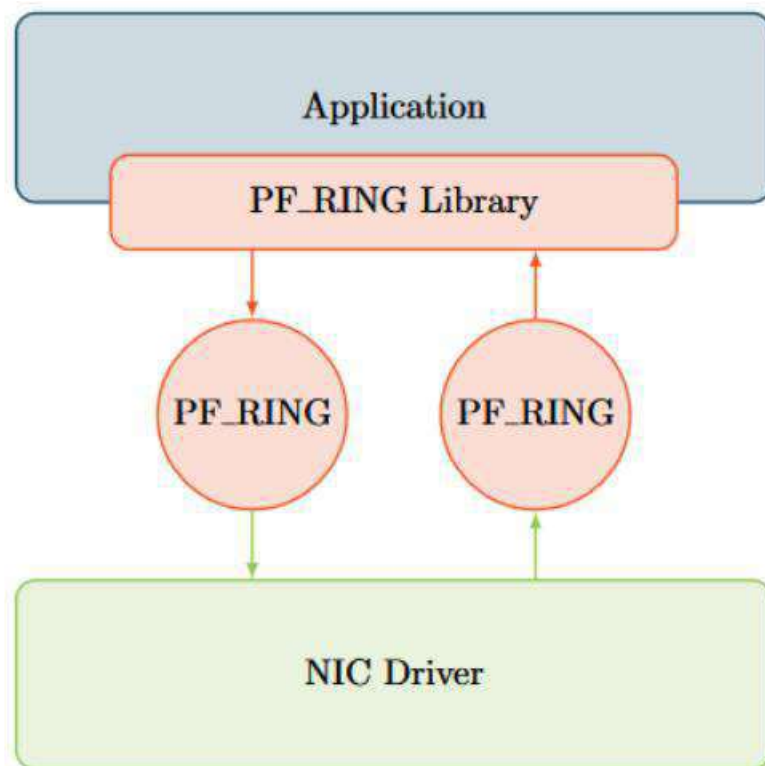 Application
PF_RING Library
PF_RING
PF_RING
NIC Driver